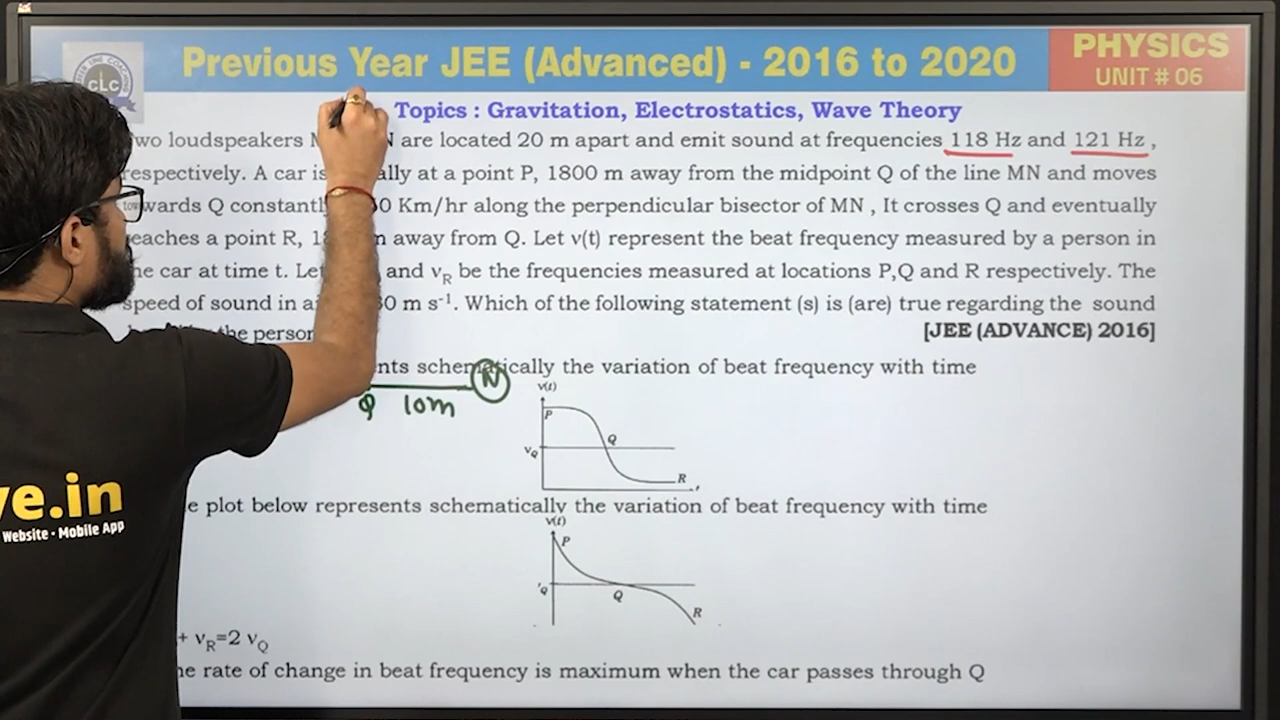 Previous Year JEE (Advanced) - 2016 to 2020
PHYSICS
UNIT # 06
CLC
Topics : Gravitation, Electrostatics, Wave Theory
wo loudspeakers N are located 20 m apart and emit sound at frequencies 118 Hz and 121 Hz ,
respectively. A car is ally at a point P, 1800 m away from the midpoint Q of the line MN and moves
towards Q constantl 0 Km/hr along the perpendicular bisector of MN , It crosses Q and eventually
eaches a point R, 1 m away from Q. Let ν(t) represent the beat frequency measured by a person in
he car at time t. Let and νR be the frequencies measured at locations P,Q and R respectively. The
speed of sound in a 0 m s-1. Which of the following statement (s) is (are) true regarding the sound
the person
[JEE (ADVANCE) 2016]
nts schematically the variation of beat frequency with time
N
Q 10m
ν(t)
P
νQ
Q
R
e plot below represents schematically the variation of beat frequency with time
ν(t)
P
Q
Q
R
+ νR=2 νQ
he rate of change in beat frequency is maximum when the car passes through Q
ve.in
Website · Mobile App